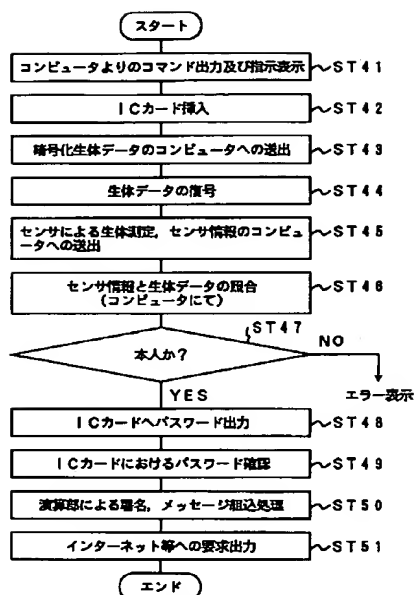 スタート
コンピュータよりのコマンド出力及び指示表示 ST41
ICカード挿入 ST42
暗号化生体データのコンピュータへの送出 ST43
生体データの復号 ST44
センサによる生体測定，センサ情報のコンピュ
ータへの送出 ST45
センサ情報と生体データの照合
(コンピュータにて) ST46
ST47
本人か？ NO
YES エラー表示
ICカードへパスワード出力 ST48
ICカードにおけるパスワード確認 ST49
演算部による署名，メッセージ組込処理 ST50
インターネット等への要求出力 ST51
エンド